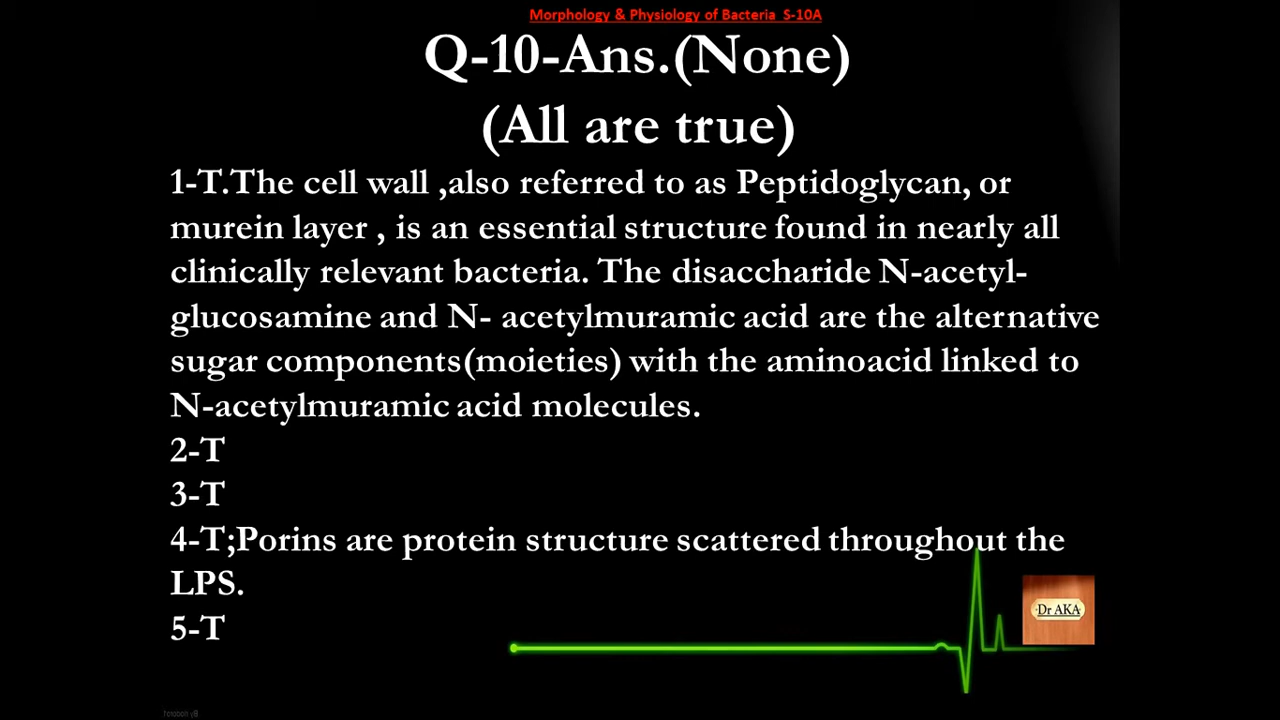 Morphology & Physiology of Bacteria S-10A
Q-10-Ans.(None)
(All are true)
1-T.The cell wall ,also referred to as Peptidoglycan, or
murein layer , is an essential structure found in nearly all
clinically relevant bacteria. The disaccharide N-acetyl-
glucosamine and N- acetylmuramic acid are the alternative
sugar components(moieties) with the aminoacid linked to
N-acetylmuramic acid molecules.
2-T
3-T
4-T;Porins are protein structure scattered throughout the
LPS.
5-T
Dr AKA